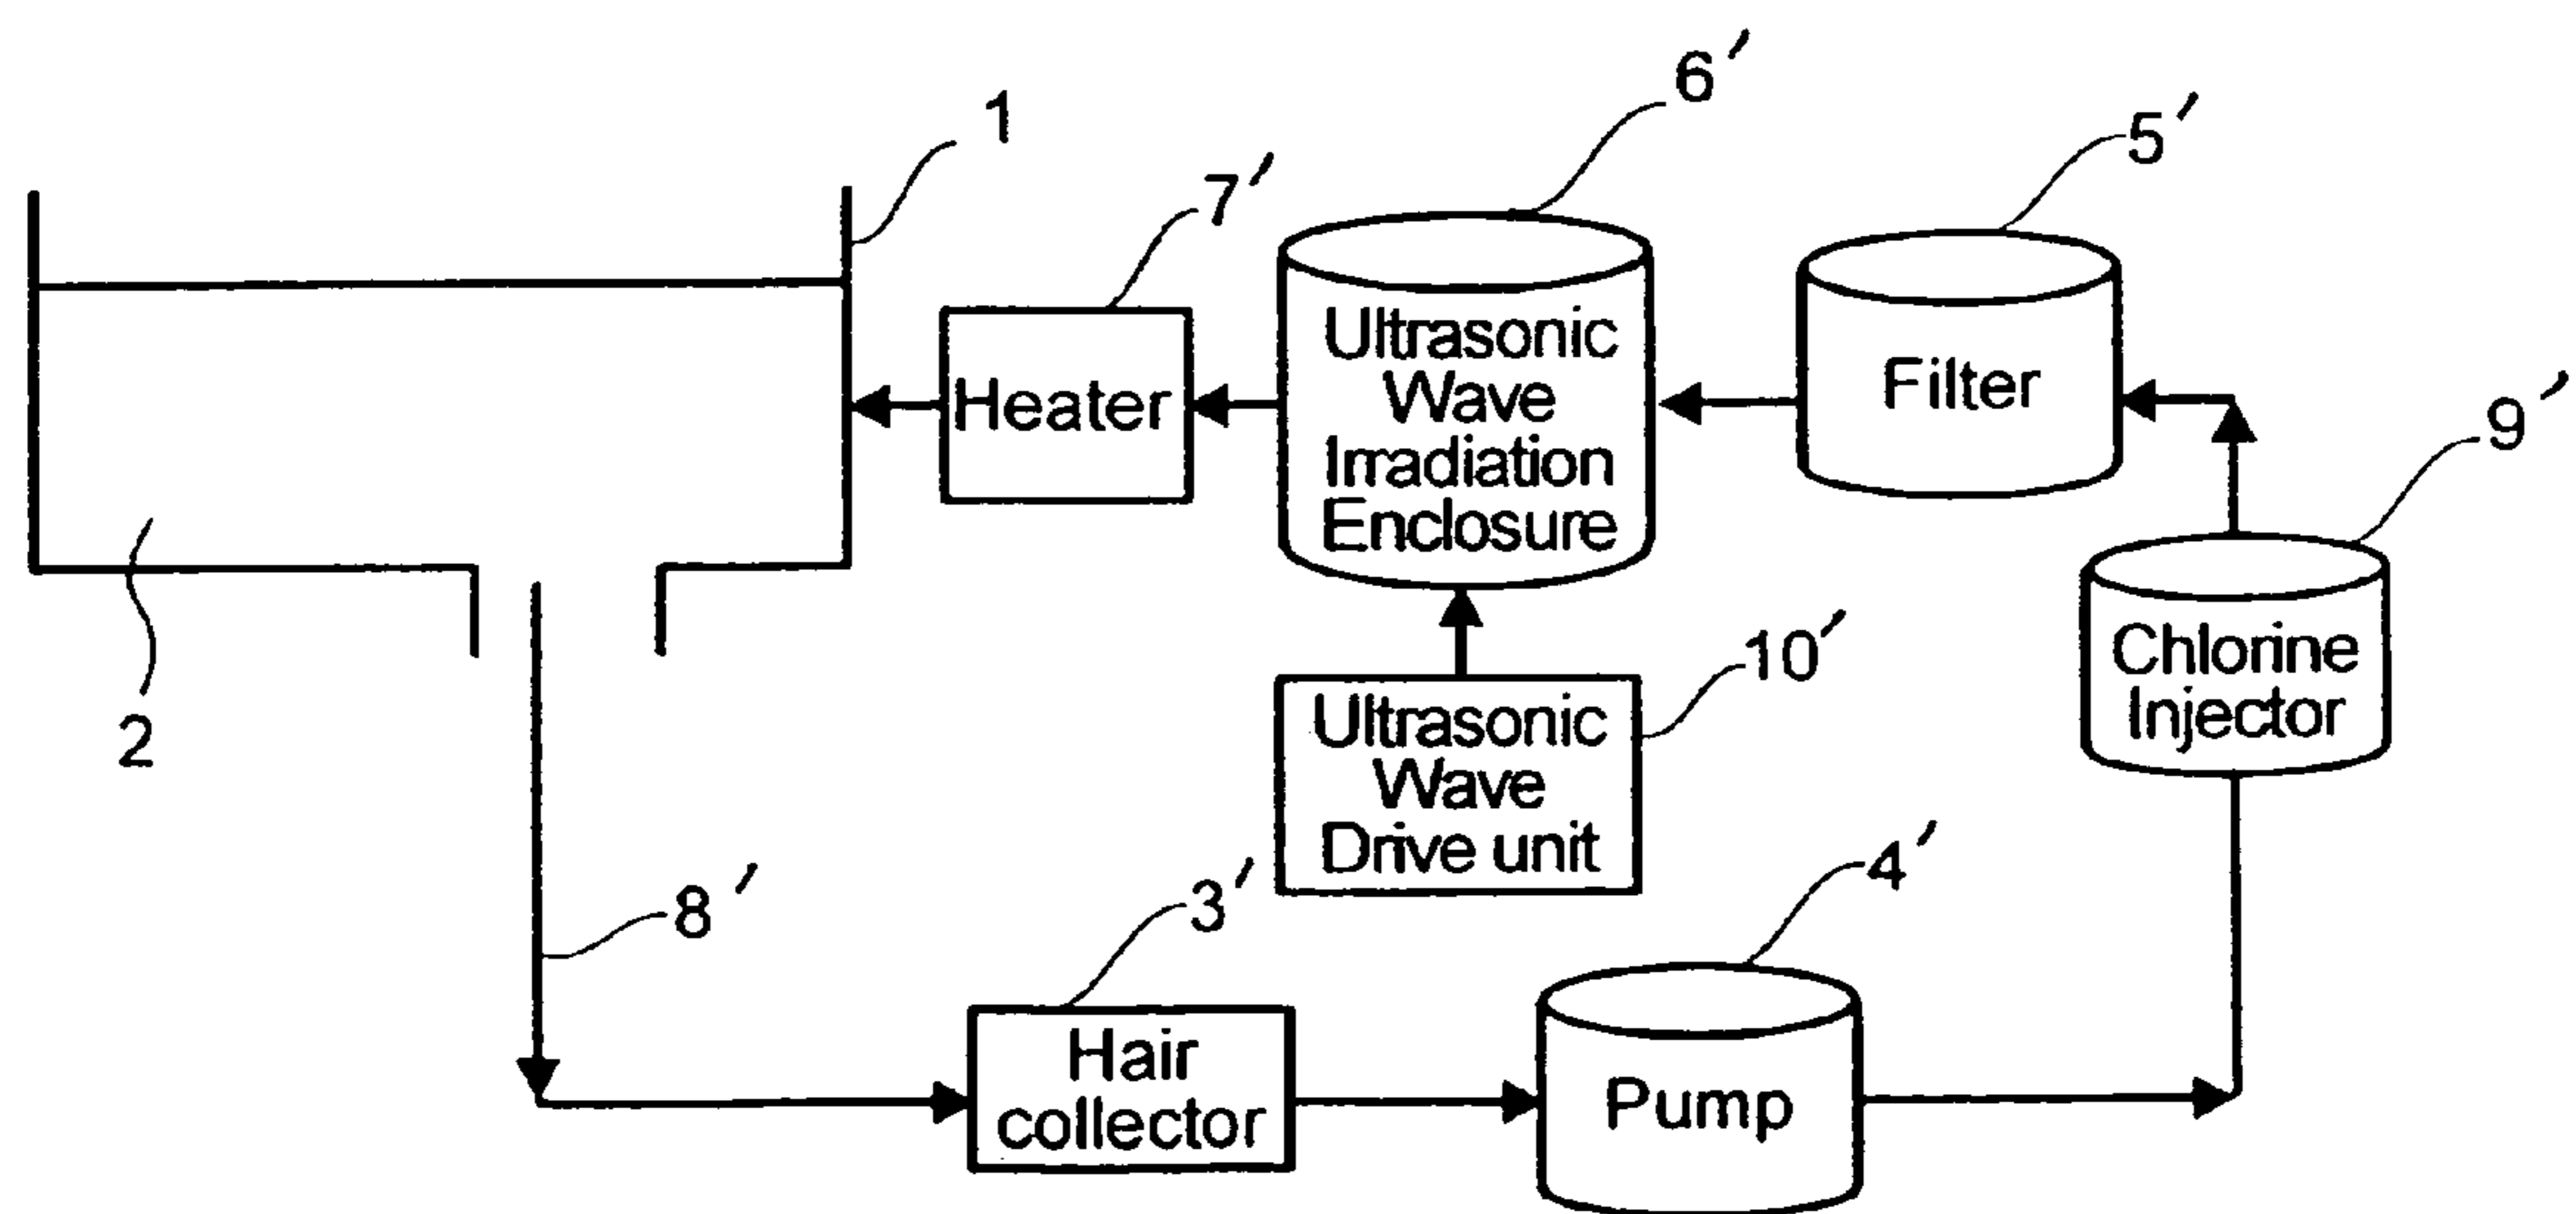 6′
1
5′
7′
Ultrasonic
Wave
Irradiation
Enclosure
Filter
Heater
9′
Chlorine
Injector
2
10′
Ultrasonic
Wave
Drive unit
8′
3′
4′
Hair
collector
Pump